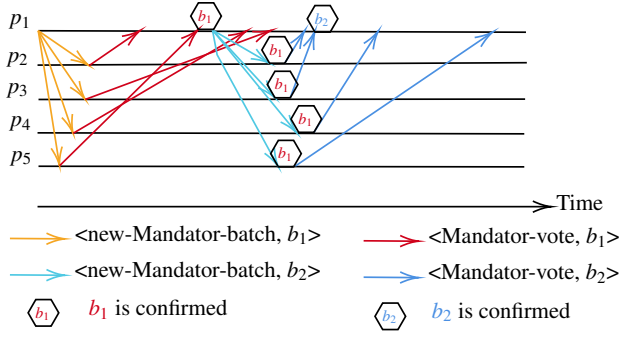 p1 b1 b2
p2 b1
p3 b1
p4 b1
p5 b1
Time
<new-Mandator-batch, b1> <Mandator-vote, b1>
<new-Mandator-batch, b2> <Mandator-vote, b2>
b1 b1 is confirmed b2 b2 is confirmed